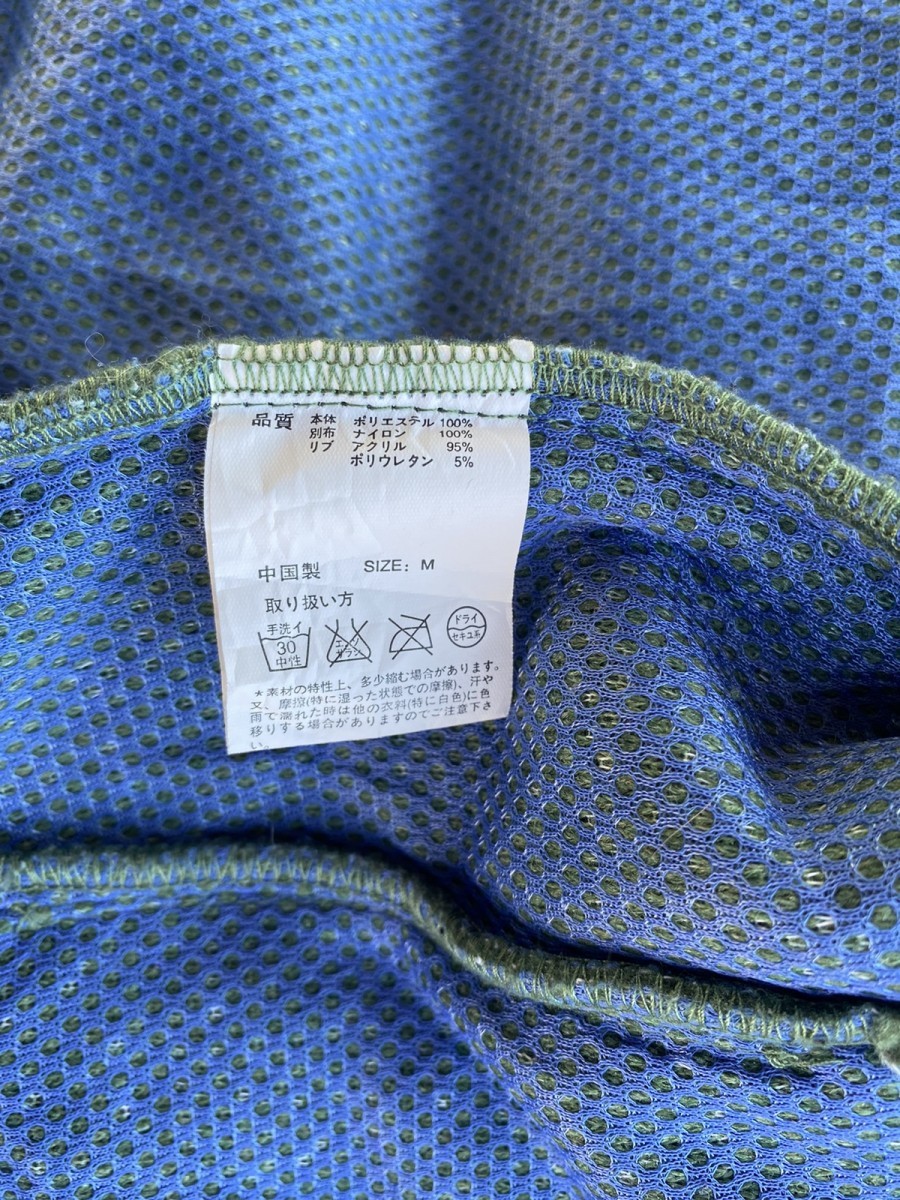 品質 本体 ポリエステル 100%
別布 ナイロン 100%
リブ アクリル 95%
ポリウレタン 5%
中国製 SIZE: M
取り扱い方
手洗イ
30
中性
エンソ
サラシ
ドライ
セキユ系
★素材の特性上、多少縮む場合があります。
又、摩擦(特に湿った状態での摩擦)、汗や
雨で濡れた時は他の衣料(特に白色)に色
移りする場合がありますのでご注意下さ
い。